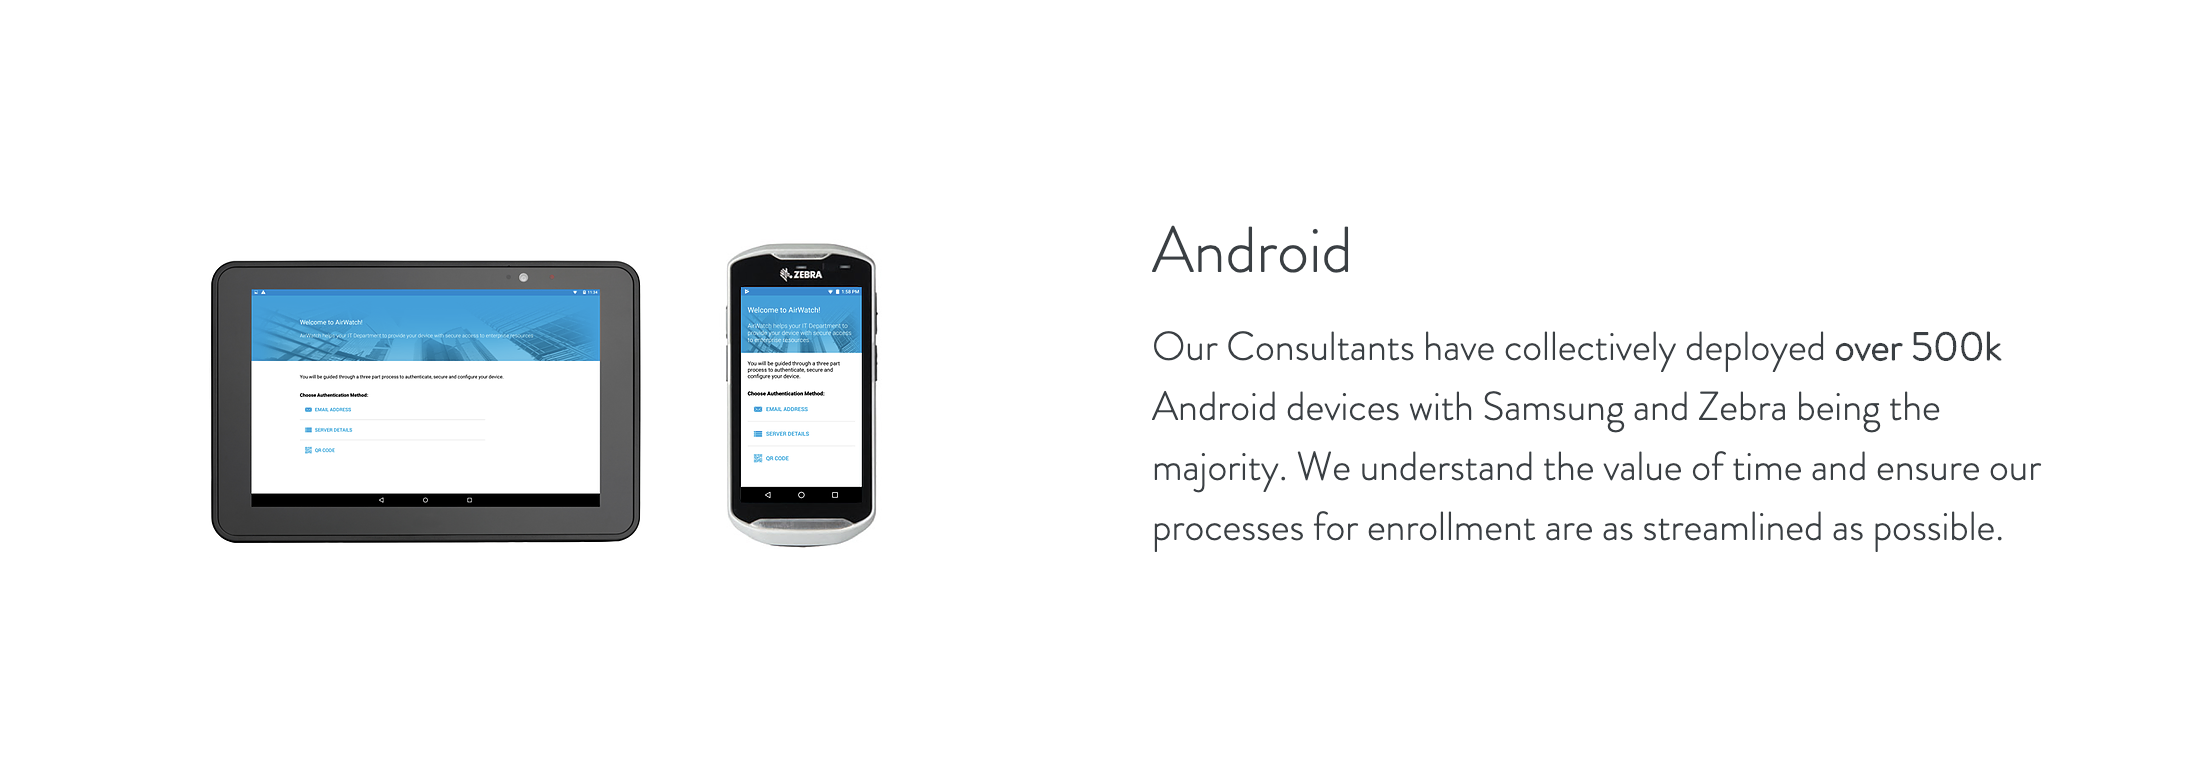 11:34
Welcome to AirWatch!
AirWatch helps your IT Department to provide your device with secure access to enterprise resources
You will be guided through a three part process to authenticate, secure and configure your device.
Choose Authentication Method:
EMAIL ADDRESS
SERVER DETAILS
QR CODE
ZEBRA
1:58 PM
Welcome to AirWatch!
AirWatch helps your IT Department to
provide your device with secure access
to enterprise resources
You will be guided through a three part
process to authenticate, secure and
configure your device.
Choose Authentication Method:
EMAIL ADDRESS
SERVER DETAILS
QR CODE
Android
Our Consultants have collectively deployed over 500k
Android devices with Samsung and Zebra being the
majority. We understand the value of time and ensure our
processes for enrollment are as streamlined as possible.